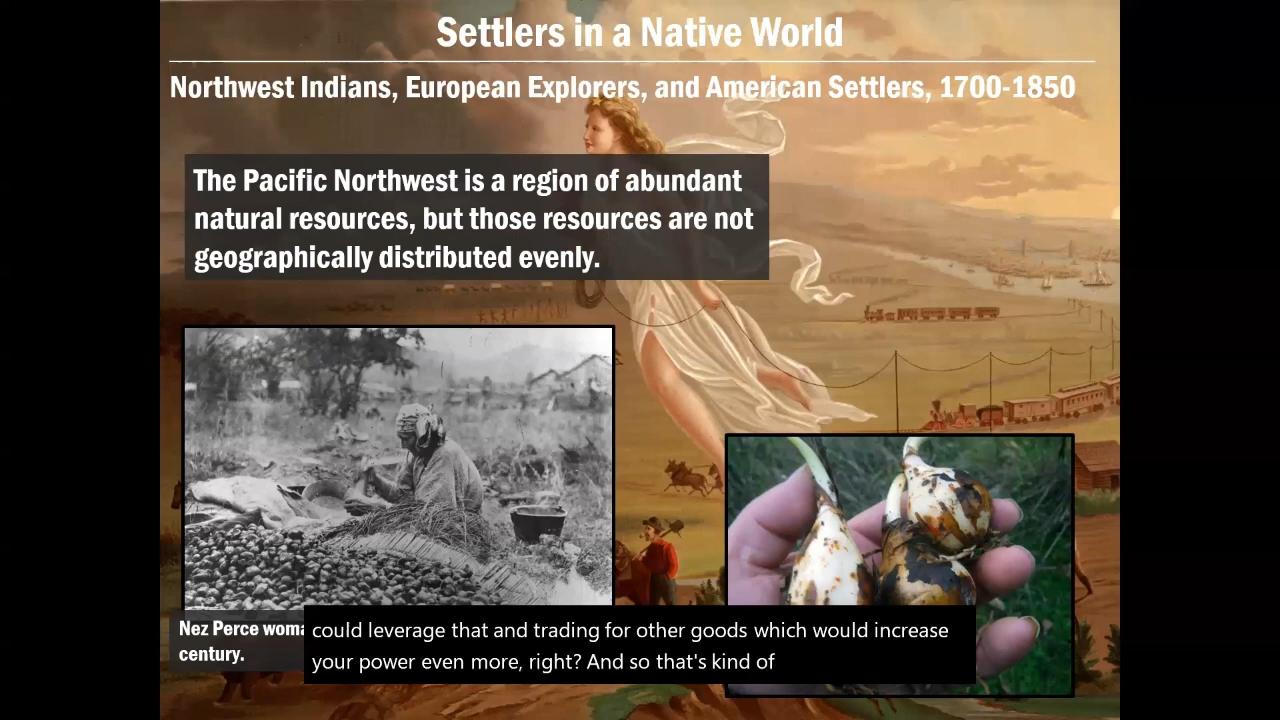 Settlers in a Native World
Northwest Indians, European Explorers, and American Settlers, 1700-1850
The Pacific Northwest is a region of abundant
natural resources, but those resources are not
geographically distributed evenly.
Nez Perce
century.
could leverage that and trading for other goods which would increase
your power even more, right? And so that's kind of